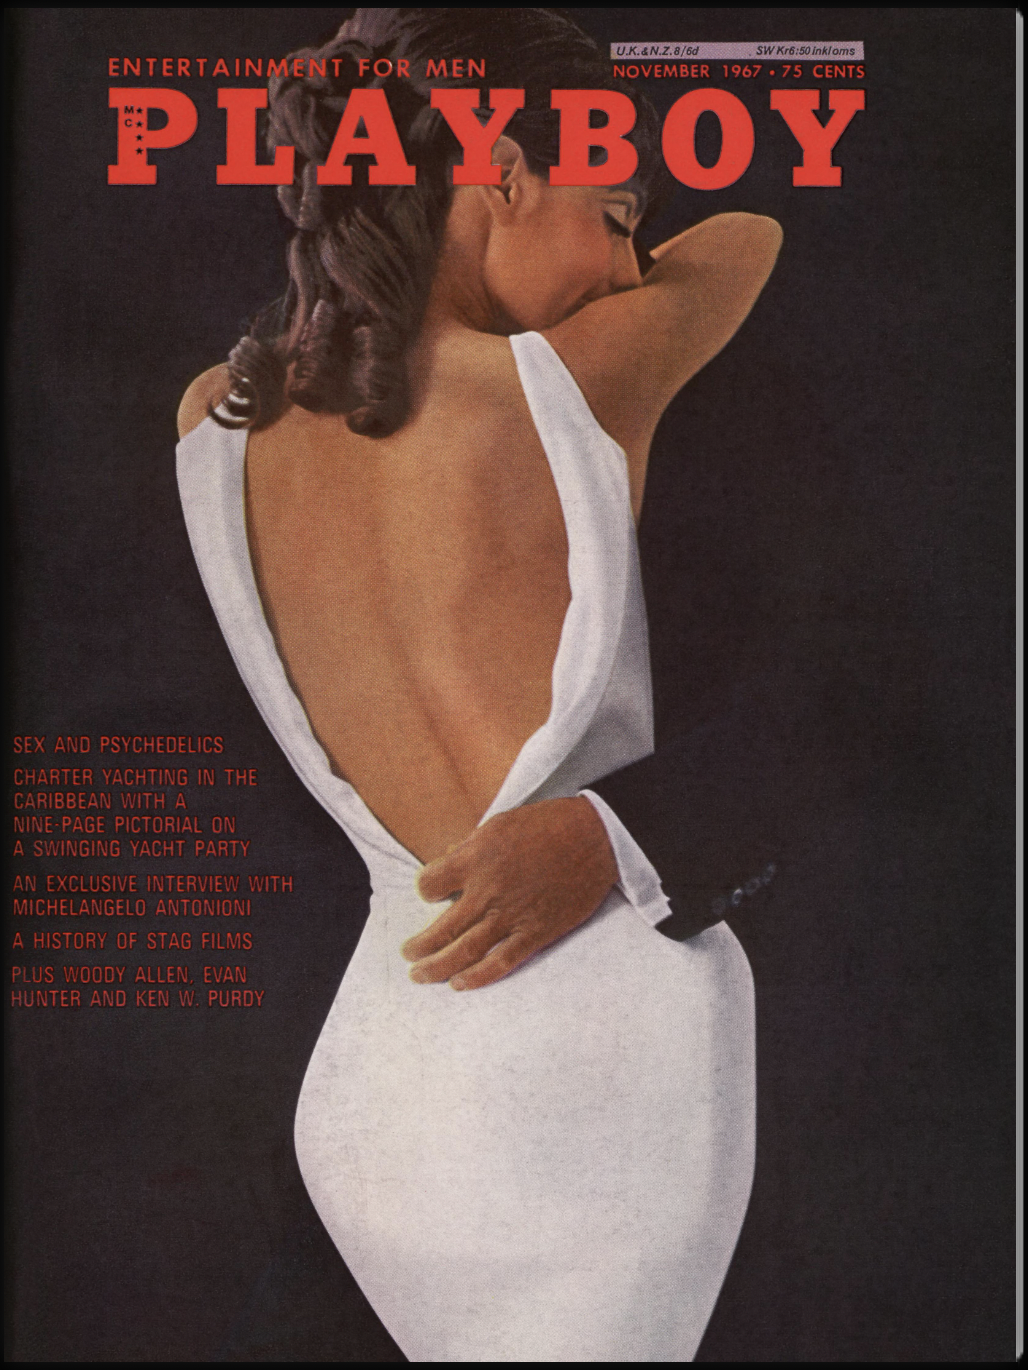 U.K.&N.Z.8/6d SW Kr6:50 inkl oms
ENTERTAINMENT FOR MEN NOVEMBER 1967 • 75 CENTS
PLAYBOY
M★
C★
★
★
SEX AND PSYCHEDELICS
CHARTER YACHTING IN THE
CARIBBEAN WITH A
NINE-PAGE PICTORIAL ON
A SWINGING YACHT PARTY
AN EXCLUSIVE INTERVIEW WITH
MICHELANGELO ANTONIONI
A HISTORY OF STAG FILMS
PLUS WOODY ALLEN, EVAN
HUNTER AND KEN W. PURDY